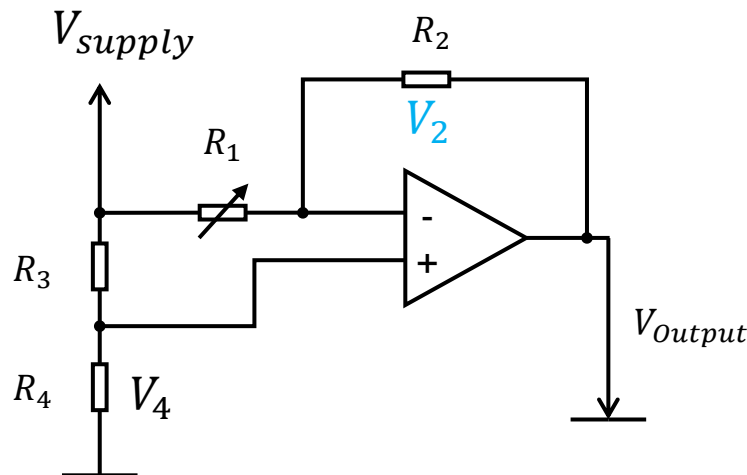 V_supply
R_2
V_2
R_1
-
+
R_3
V_Output
R_4
V_4